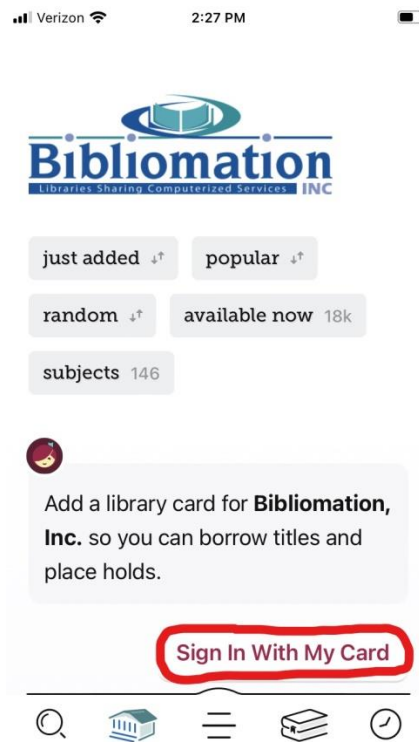 Verizon 2:27 PM
Bibliomation
Libraries Sharing Computerized Services INC
just added popular
random available now 18k
subjects 146
Add a library card for Bibliomation,
Inc. so you can borrow titles and
place holds.
Sign In With My Card